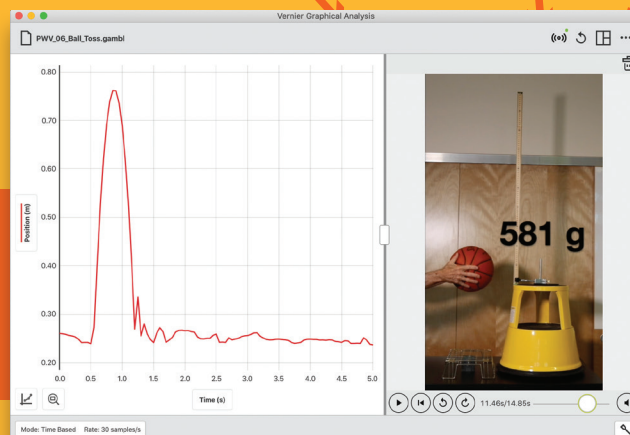 Vernier Graphical Analysis
PWV_06_Ball_Toss.gambl
0.80
0.70
0.60
0.50
0.40
0.30
0.20
Position (m)
0.0 0.5 1.0 1.5 2.0 2.5 3.0 3.5 4.0 4.5 5.0
Time (s)
581 g
11.46s/14.85s
Mode: Time Based Rate: 30 samples/s